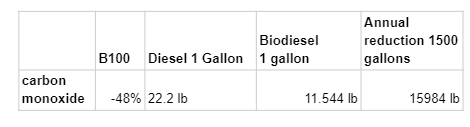 Annual
Biodiesel reduction 1500
B100 Diesel 1 Gallon 1 gallon gallons
carbon
monoxide -48% 22.2 lb 11.544 lb 15984 lb